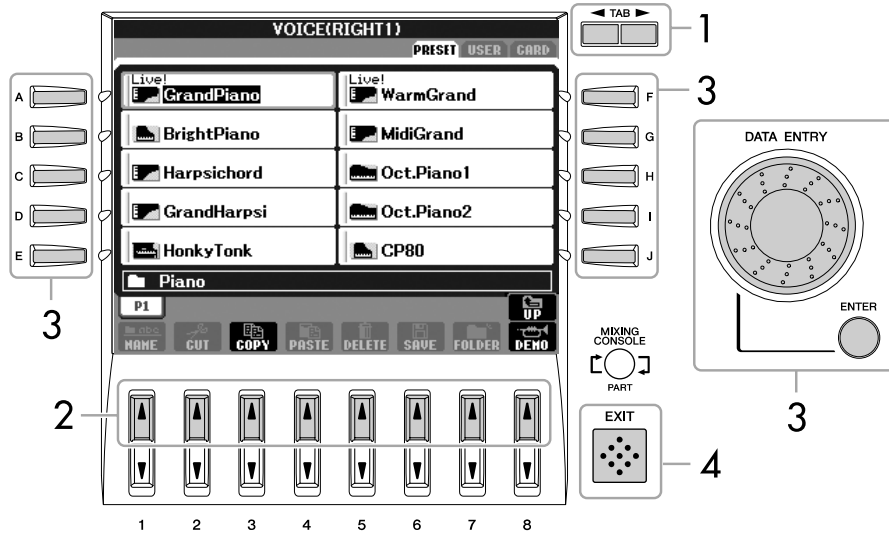 VOICE(RIGHT1)
◄ TAB ►
1
PRESET USER CARD
Live!
GrandPiano
Live!
WarmGrand
BrightPiano
MidiGrand
Harpsichord
Oct.Piano1
GrandHarpsi
Oct.Piano2
HonkyTonk
CP80
Piano
P1
UP
NAME CUT COPY PASTE DELETE SAVE FOLDER DEMO
abc
A
B
C
D
E
3
F
G
H
I
J
3
DATA ENTRY
ENTER
3
MIXING
CONSOLE
PART
EXIT
4
2
1 2 3 4 5 6 7 8